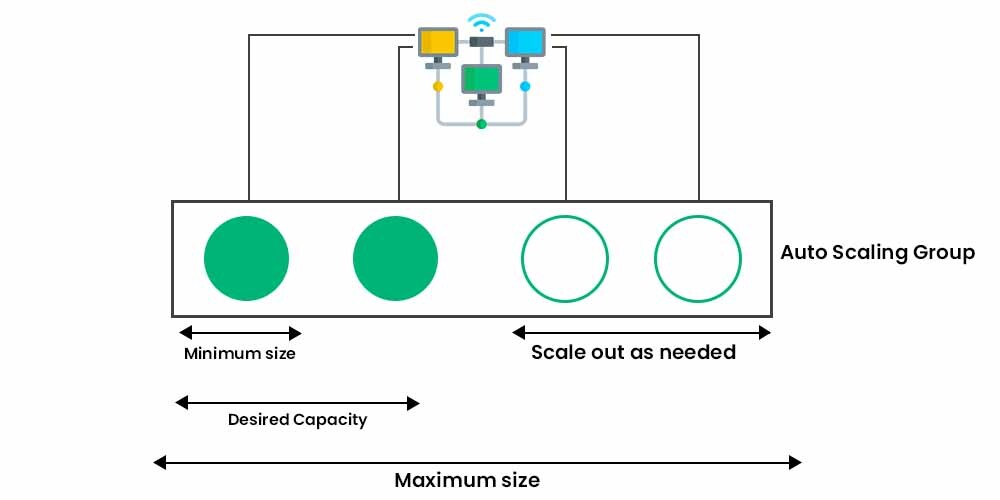 Auto Scaling Group
Minimum size
Scale out as needed
Desired Capacity
Maximum size